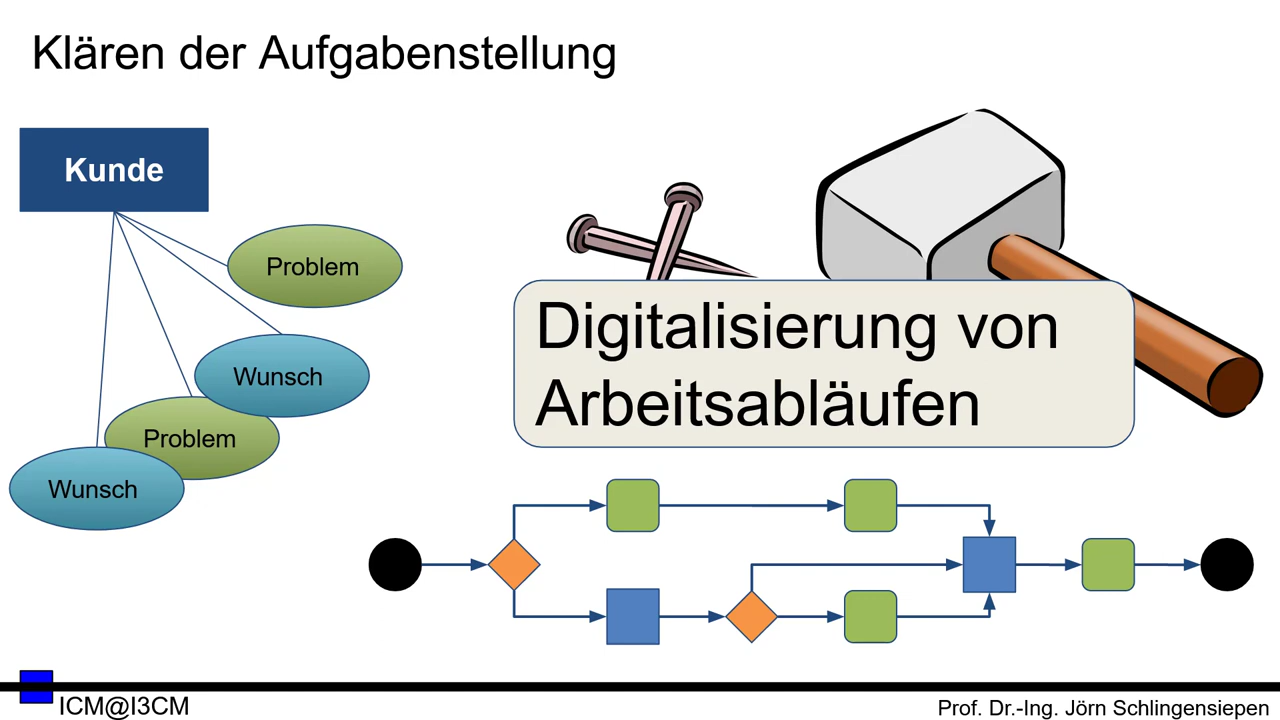 Klären der Aufgabenstellung
Kunde
Problem
Wunsch
Problem
Wunsch
Digitalisierung von
Arbeitsabläufen
ICM@I3CM
Prof. Dr.-Ing. Jörn Schlingensiepen